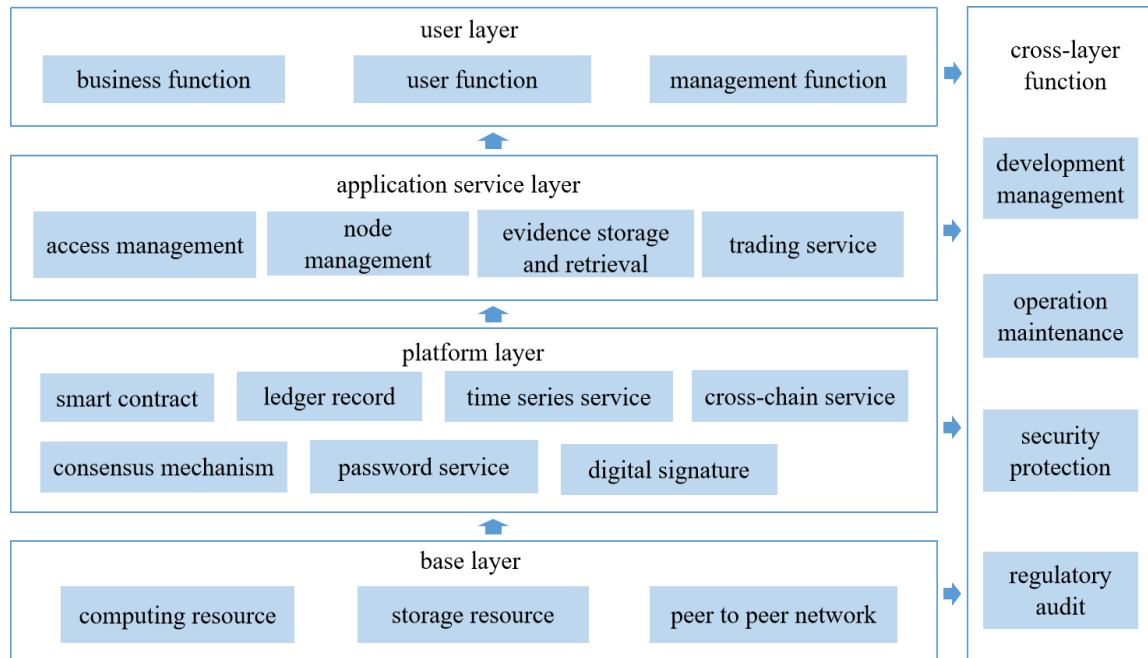 user layer
business function
user function
management function
application service layer
access management
node
management
evidence storage
and retrieval
trading service
platform layer
smart contract
ledger record
time series service
cross-chain service
consensus mechanism
password service
digital signature
base layer
computing resource
storage resource
peer to peer network
cross-layer
function
development
management
operation
maintenance
security
protection
regulatory
audit